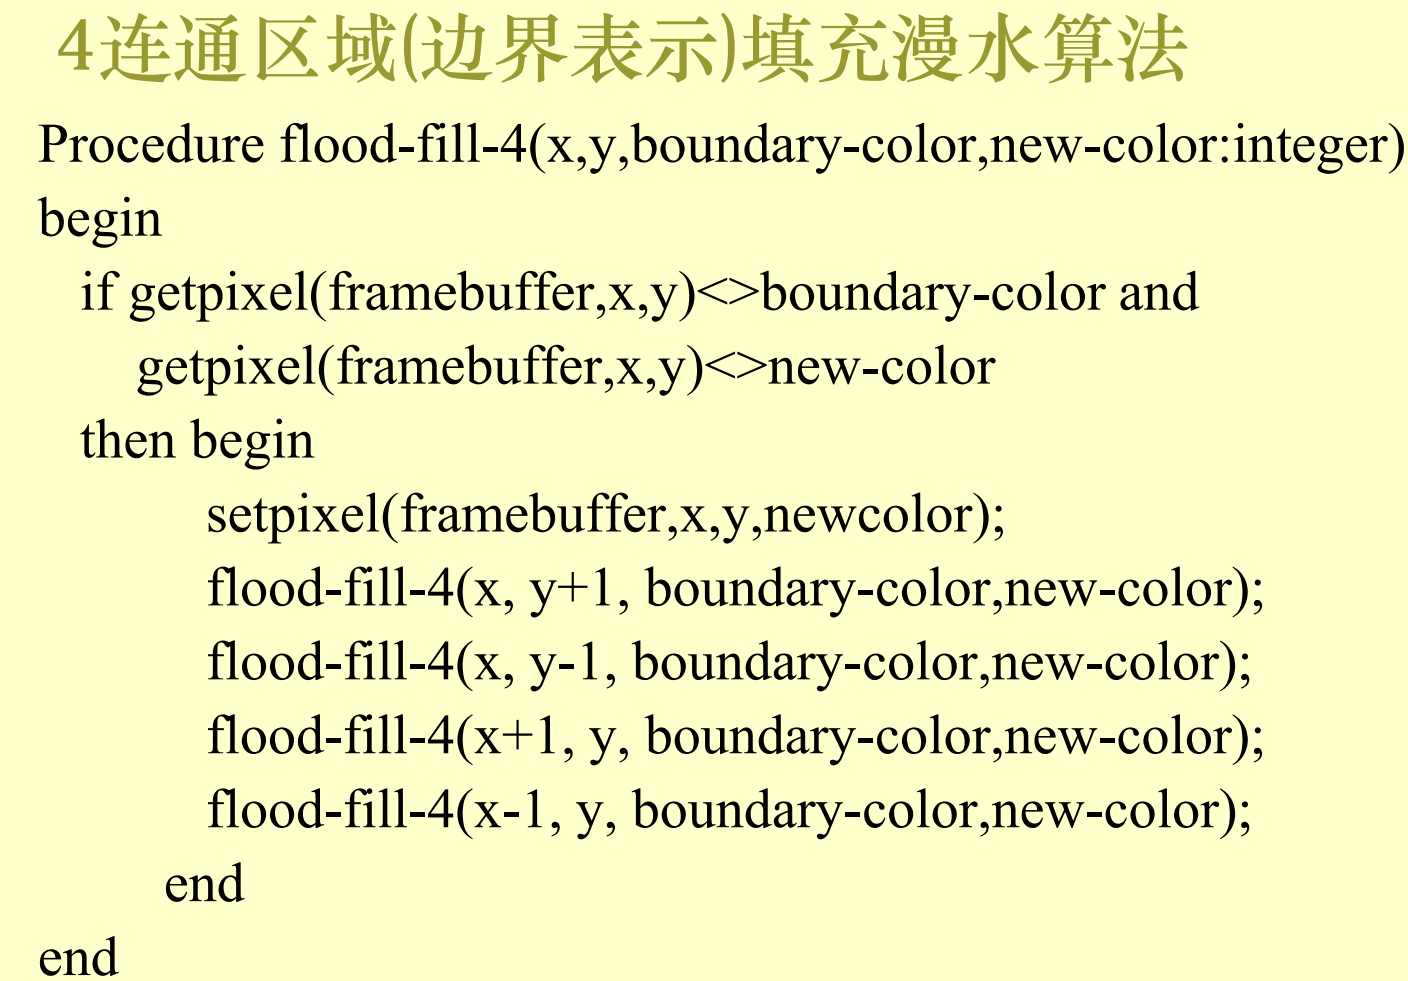 4连通区域(边界表示)填充漫水算法
Procedure flood-fill-4(x,y,boundary-color,new-color:integer)
begin
if getpixel(framebuffer,x,y)<>boundary-color and
getpixel(framebuffer,x,y)<>new-color
then begin
setpixel(framebuffer,x,y,newcolor);
flood-fill-4(x, y+1, boundary-color,new-color);
flood-fill-4(x, y-1, boundary-color,new-color);
flood-fill-4(x+1, y, boundary-color,new-color);
flood-fill-4(x-1, y, boundary-color,new-color);
end
end